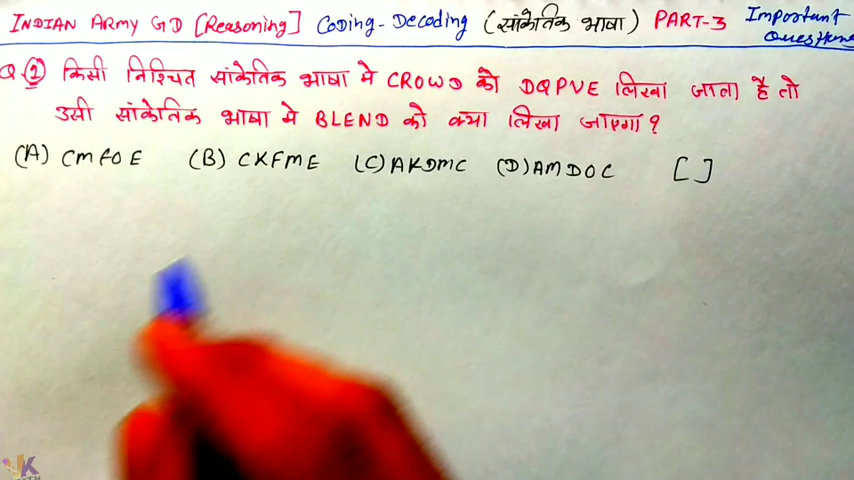 INDIAN ARMY GD [Reasoning] Coding-Decoding (सांकेतिक भाषा) PART-3 Important Questions
Q.1 किसी निश्चित सांकेतिक भाषा मे CROWD को DQPVE लिखा जाता है तो
उसी सांकेतिक भाषा मे BLEND को क्या लिखा जाएगा ?
(A) CMFOE (B) CKFME (C) AKDMC (D) AMDOC [ ]